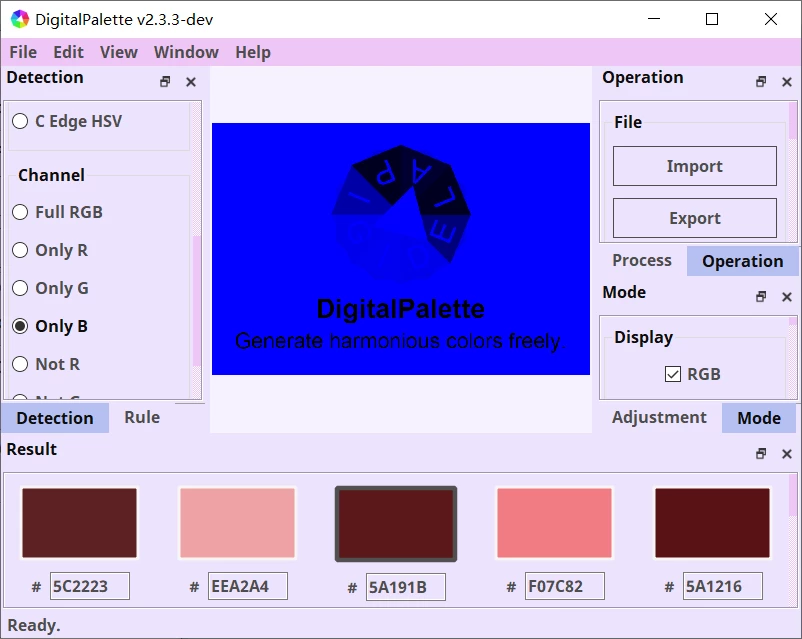 DigitalPalette v2.3.3-dev
File Edit View Window Help
Detection
C Edge HSV
Channel
Full RGB
Only R
Only G
Only B
Not R
Detection Rule
DigitalPalette
Generate harmonious colors freely.
Operation
File
Import
Export
Process Operation
Mode
Display
RGB
Adjustment Mode
Result
# 5C2223 # EEA2A4 # 5A191B # F07C82 # 5A1216
Ready.